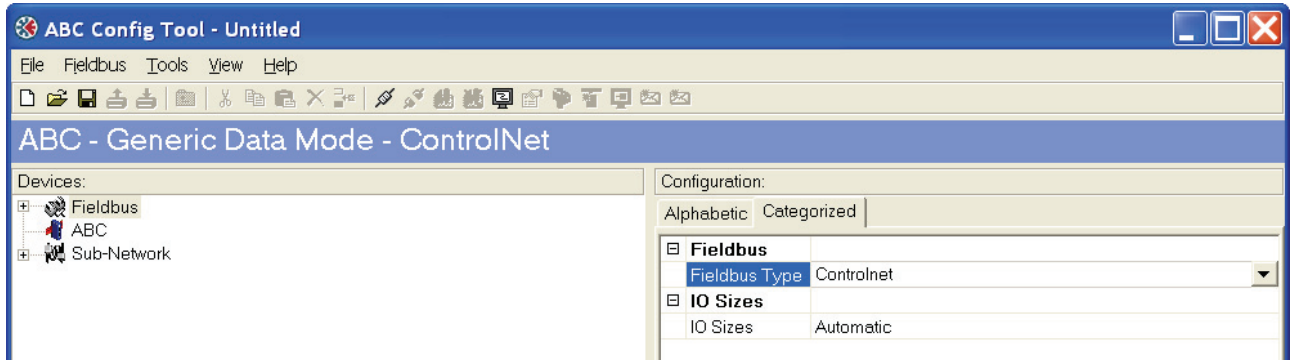 ABC Config Tool - Untitled
File Fieldbus Tools View Help
ABC - Generic Data Mode - ControlNet
Devices:
Fieldbus
ABC
Sub-Network
Configuration:
Alphabetic Categorized
Fieldbus
Fieldbus Type Controlnet
IO Sizes
IO Sizes Automatic